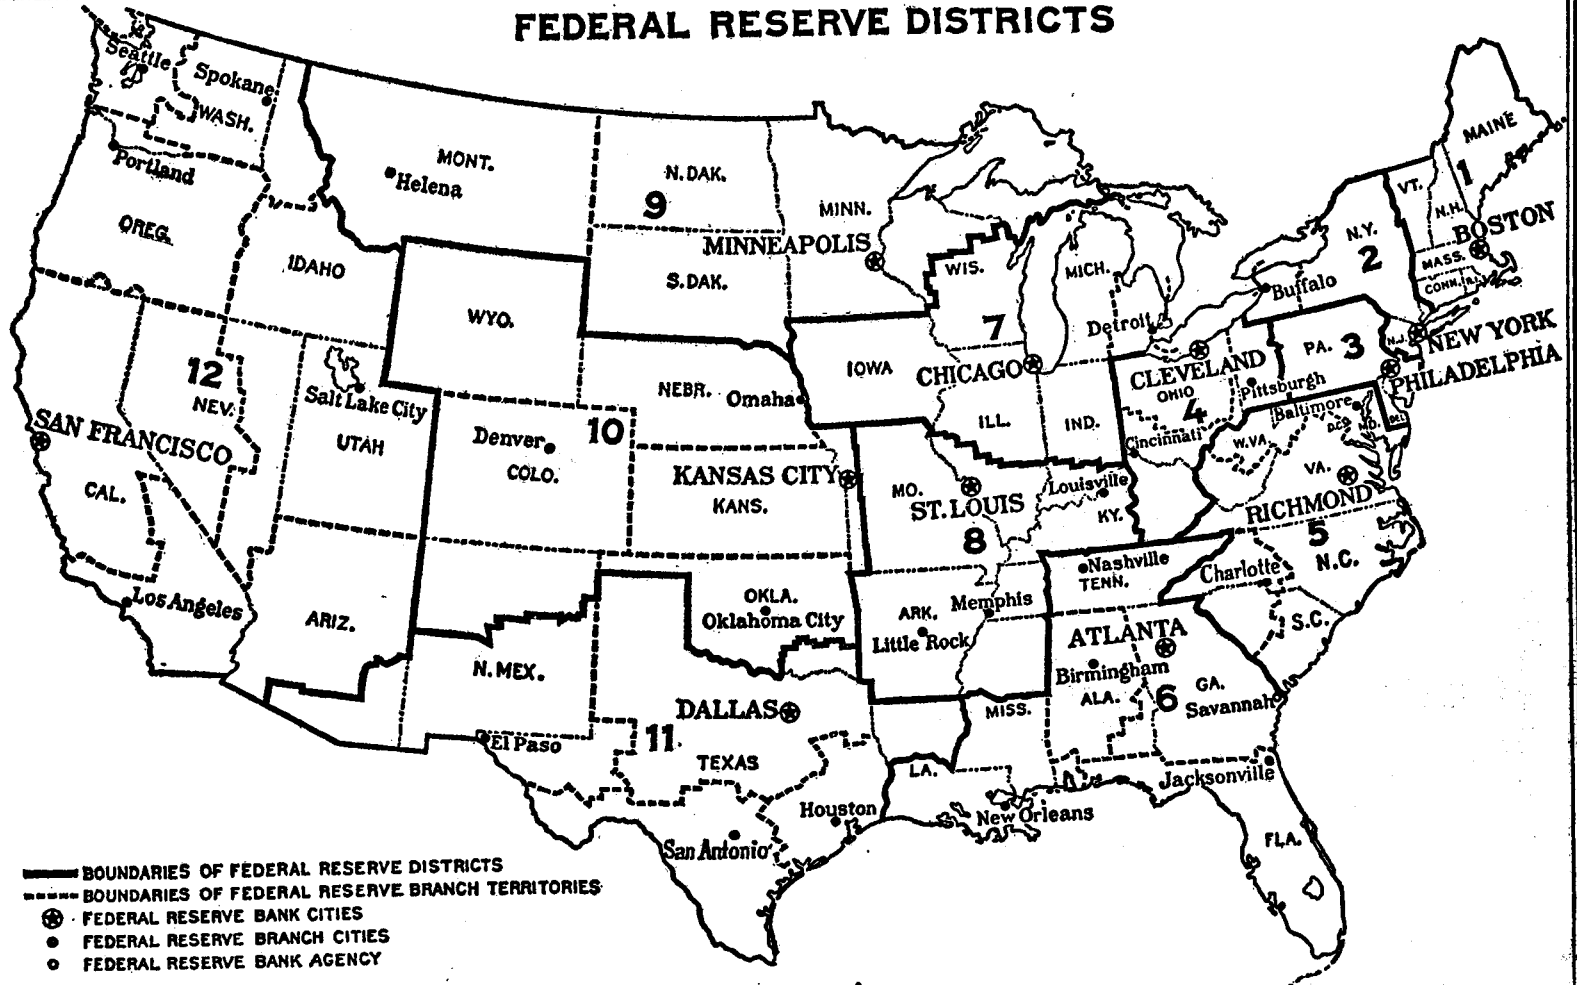 FEDERAL RESERVE DISTRICTS
Seattle
Spokane
WASH.
Portland
OREG.
MONT.
Helena
IDAHO
WYO.
N.DAK.
9
S.DAK.
MINN.
MINNEAPOLIS
WIS.
MICH.
7
Detroit
CHICAGO
IOWA
ILL.
IND.
MAINE
1
VT.
N.H.
BOSTON
MASS.
CONN.
R.I.
N.Y.
2
Buffalo
NEW YORK
N.J.
PA.
3
PHILADELPHIA
CLEVELAND
OHIO
4
Pittsburgh
Cincinnati
Baltimore
D.C.
MD.
DEL.
W.VA.
VA.
RICHMOND
5
N.C.
Charlotte
S.C.
12
NEV.
SAN FRANCISCO
CAL.
Los Angeles
Salt Lake City
UTAH
ARIZ.
NEBR.
Omaha
10
Denver
COLO.
KANSAS CITY
KANS.
MO.
ST. LOUIS
8
Louisville
KY.
Nashville
TENN.
Memphis
ARK.
Little Rock
OKLA.
Oklahoma City
N.MEX.
El Paso
DALLAS
11
TEXAS
Houston
San Antonio
LA.
New Orleans
MISS.
ATLANTA
Birmingham
ALA.
6
GA.
Savannah
Jacksonville
FLA.
BOUNDARIES OF FEDERAL RESERVE DISTRICTS
BOUNDARIES OF FEDERAL RESERVE BRANCH TERRITORIES
FEDERAL RESERVE BANK CITIES
FEDERAL RESERVE BRANCH CITIES
FEDERAL RESERVE BANK AGENCY